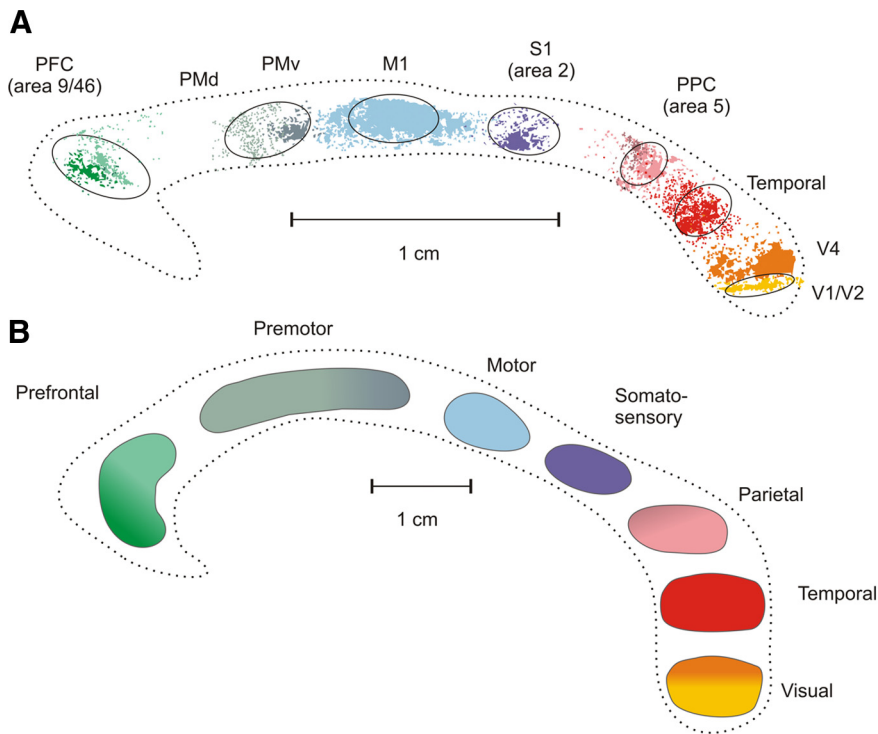 A
PFC
(area 9/46)
PMd
PMv
M1
S1
(area 2)
PPC
(area 5)
Temporal
V4
V1/V2
1 cm
B
Prefrontal
Premotor
Motor
Somato-
sensory
Parietal
Temporal
Visual
1 cm